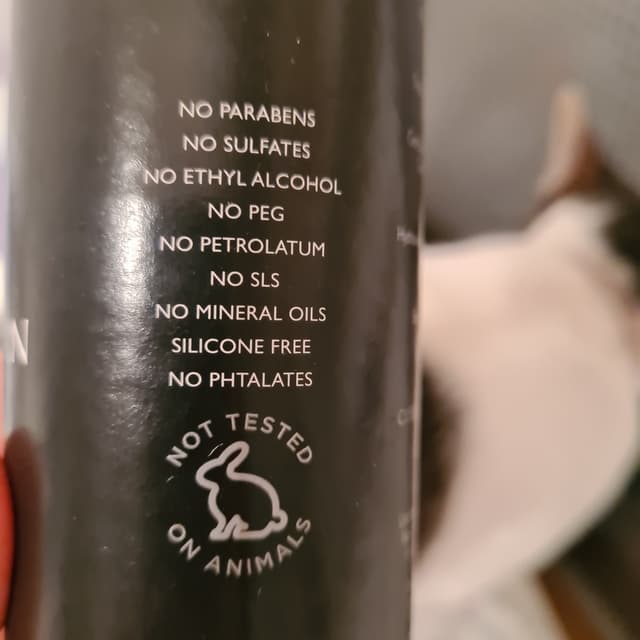 NO PARABENS
NO SULFATES
NO ETHYL ALCOHOL
NO PEG
NO PETROLATUM
NO SLS
NO MINERAL OILS
SILICONE FREE
NO PHTALATES
NOT TESTED
ON ANIMALS
N